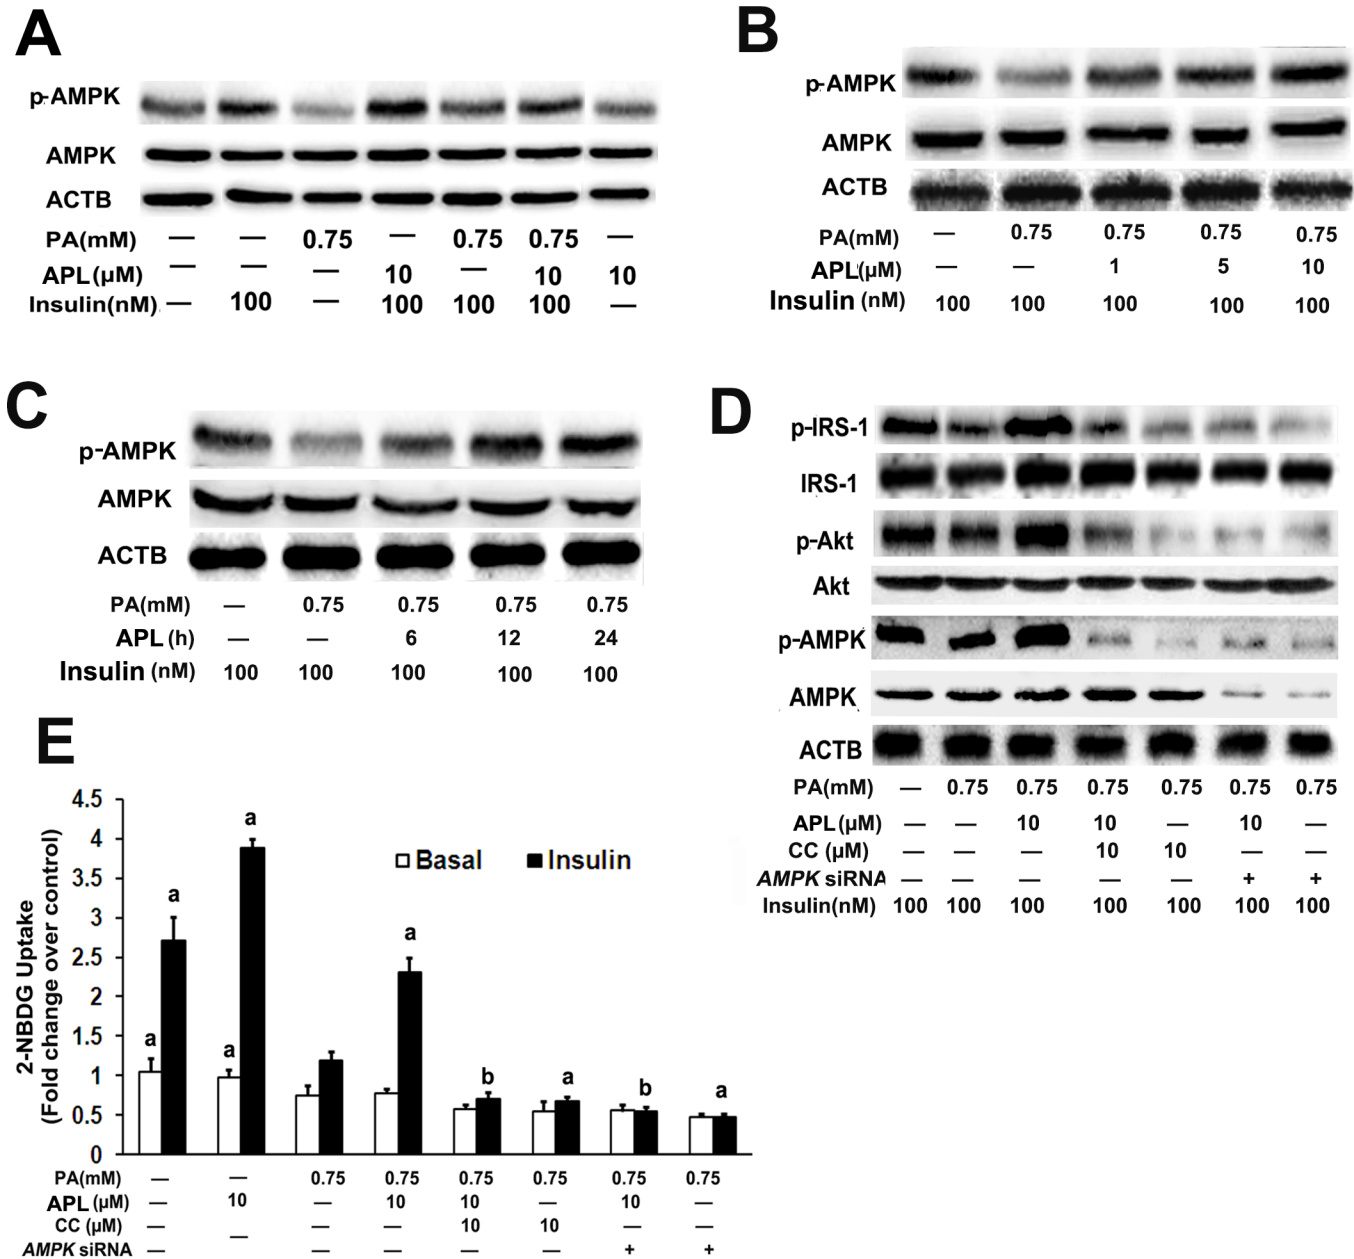 A
p-AMPK
AMPK
ACTB
PA(mM) — — 0.75 — 0.75 0.75 —
APL(µM) — — — 10 — 10 10
Insulin(nM) — 100 — 100 100 100 —
B
p-AMPK
AMPK
ACTB
PA(mM) — 0.75 0.75 0.75 0.75
APL(µM) — — 1 5 10
Insulin (nM) 100 100 100 100 100
C
p-AMPK
AMPK
ACTB
PA(mM) — 0.75 0.75 0.75 0.75
APL (h) — — 6 12 24
Insulin (nM) 100 100 100 100 100
D
p-IRS-1
IRS-1
p-Akt
Akt
p-AMPK
AMPK
ACTB
PA(mM) — 0.75 0.75 0.75 0.75 0.75 0.75
APL (µM) — — 10 10 — 10 —
CC (µM) — — — 10 10 — —
AMPK siRNA — — — — — + +
Insulin(nM) 100 100 100 100 100 100 100
E
2-NBDG Uptake
(Fold change over control)
4.5
4
3.5
3
2.5
2
1.5
1
0.5
0
Basal Insulin
a a a a a b a b a
PA(mM) — — 0.75 0.75 0.75 0.75 0.75 0.75
APL (µM) — 10 — 10 10 — 10 —
CC (µM) — — — — 10 10 — —
AMPK siRNA — — — — — + +